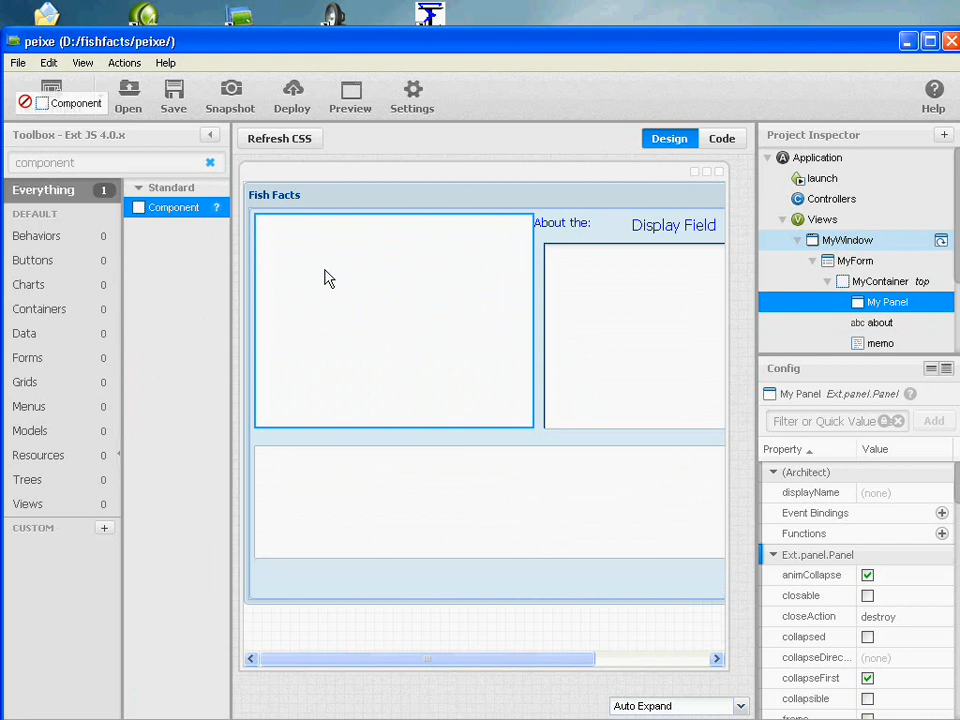 peixe (D:/fishfacts/peixe/)
File Edit View Actions Help
Component Open Save Snapshot Deploy Preview Settings Help
Toolbox - Ext JS 4.0.x
component
Everything 1
DEFAULT
Behaviors 0
Buttons 0
Charts 0
Containers 0
Data 0
Forms 0
Grids 0
Menus 0
Models 0
Resources 0
Trees 0
Views 0
CUSTOM +
Standard
Component ?
Refresh CSS Design Code
Fish Facts
About the: Display Field
Auto Expand
Project Inspector +
Application
launch
Controllers
Views
MyWindow
MyForm
MyContainer top
My Panel
abc about
memo
Config
My Panel Ext.panel.Panel ?
Filter or Quick Value Add
Property Value
(Architect)
displayName (none)
Event Bindings
Functions
Ext.panel.Panel
animCollapse
closable
closeAction destroy
collapsed
collapseDirec... (none)
collapseFirst
collapsible